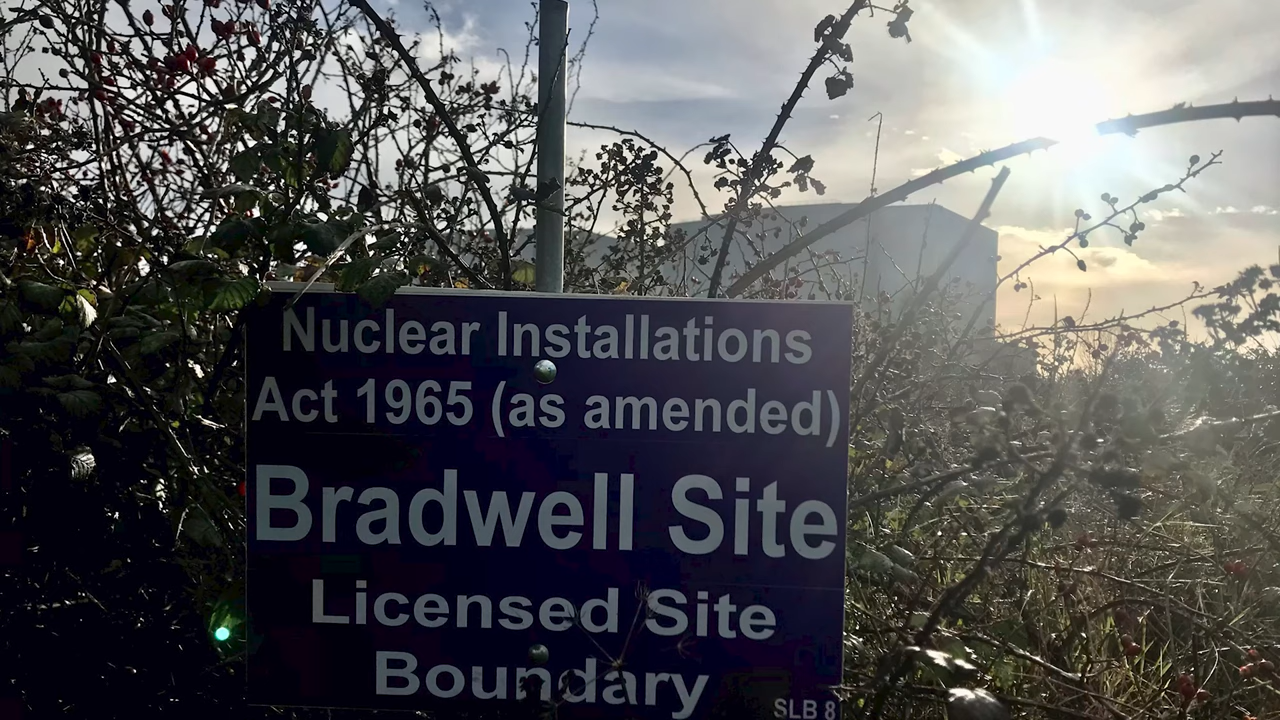 Nuclear Installations
Act 1965 (as amended)
Bradwell Site
Licensed Site
Boundary
SLB 8